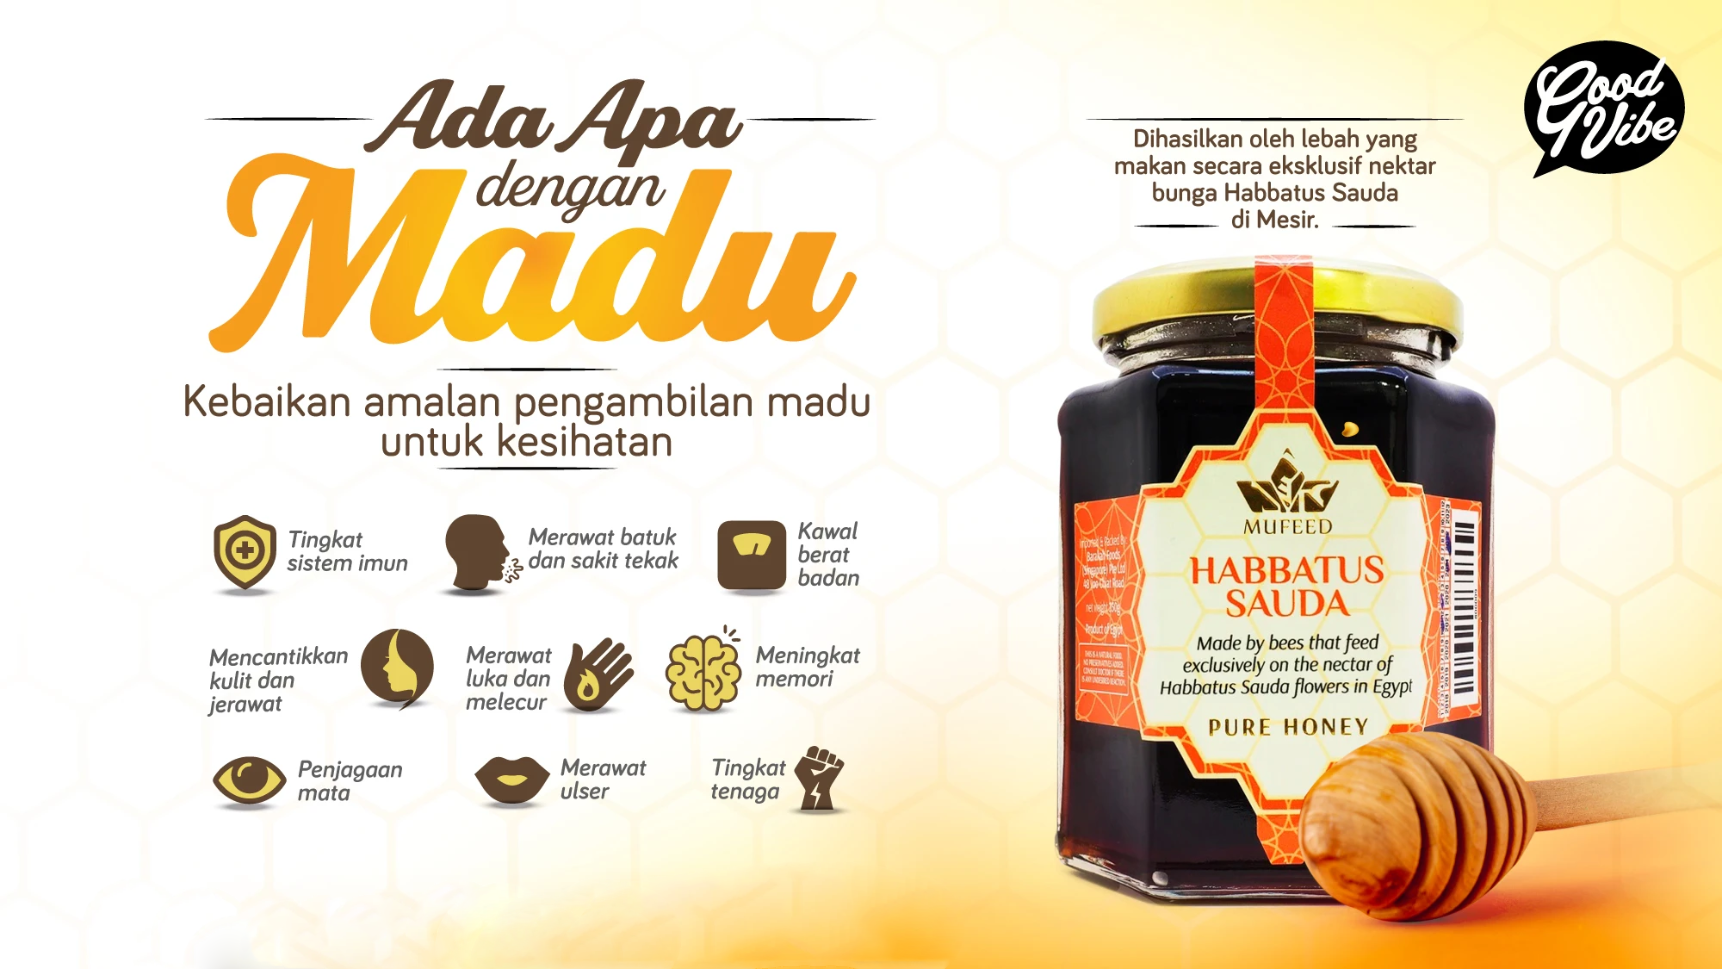 Ada Apa
dengan
Madu
Kebaikan amalan pengambilan madu
untuk kesihatan
Tingkat
sistem imun
Merawat batuk
dan sakit tekak
Kawal
berat
badan
Mencantikkan
kulit dan
jerawat
Merawat
luka dan
melecur
Meningkat
memori
Penjagaan
mata
Merawat
ulser
Tingkat
tenaga
Dihasilkan oleh lebah yang
makan secara eksklusif nektar
bunga Habbatus Sauda
di Mesir.
Good
Vibe
MUFEED
HABBATUS
SAUDA
Made by bees that feed
exclusively on the nectar of
Habbatus Sauda flowers in Egypt
PURE HONEY
Product of Egypt